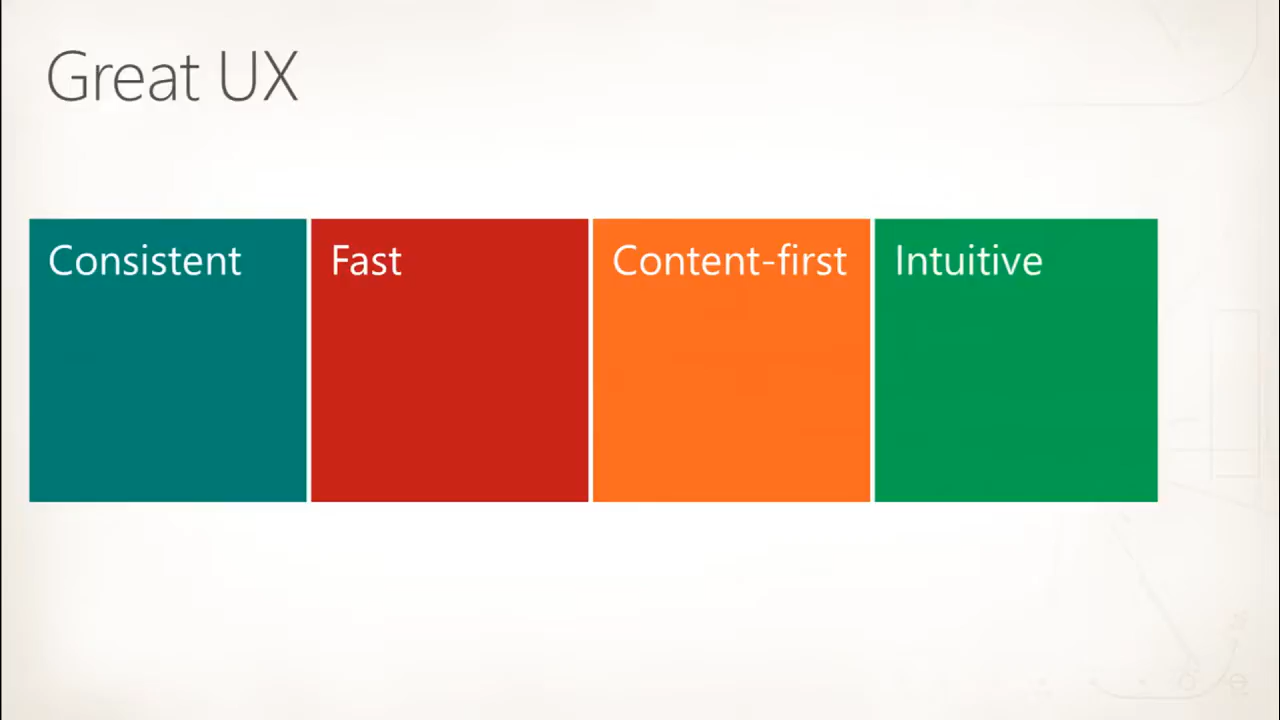 Great UX
Consistent
Fast
Content-first
Intuitive